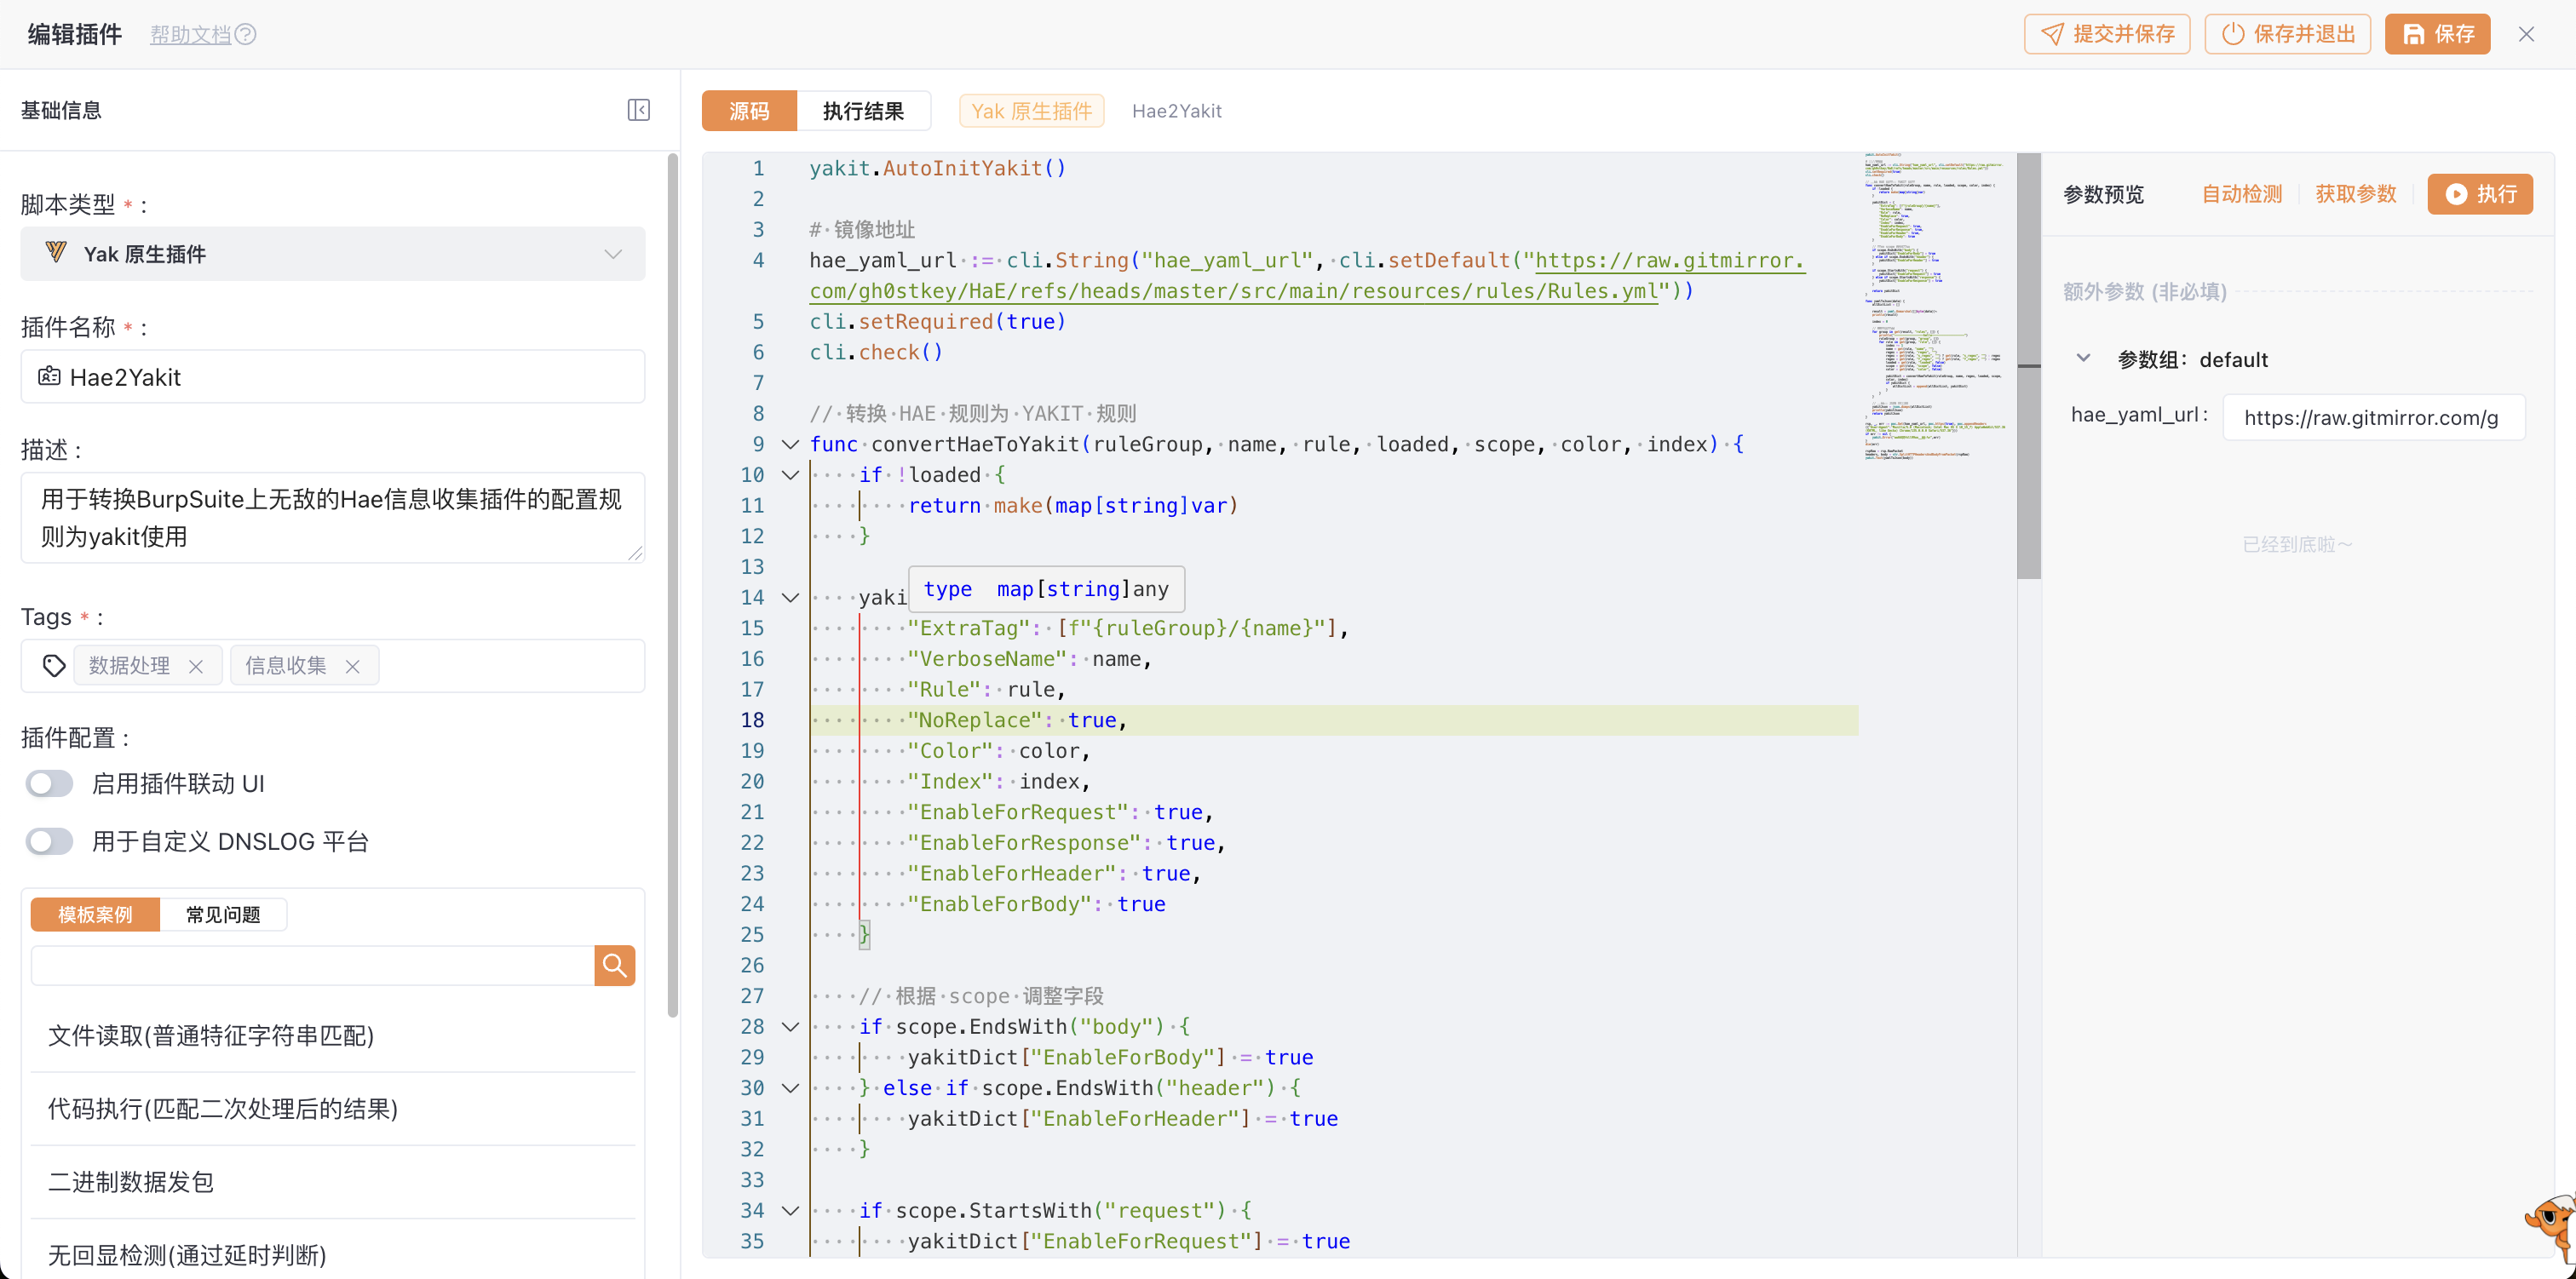 编辑插件 帮助文档
提交并保存 保存并退出 保存
基础信息
脚本类型 * :
Yak 原生插件
插件名称 * :
Hae2Yakit
描述 :
用于转换BurpSuite上无敌的Hae信息收集插件的配置规
则为yakit使用
Tags * :
数据处理 信息收集
插件配置 :
启用插件联动 UI
用于自定义 DNSLOG 平台
模板案例 常见问题
文件读取(普通特征字符串匹配)
代码执行(匹配二次处理后的结果)
二进制数据发包
无回显检测(通过延时判断)
源码 执行结果 Yak 原生插件 Hae2Yakit
1 yakit.AutoInitYakit()
2
3 # 镜像地址
4 hae_yaml_url := cli.String("hae_yaml_url", cli.setDefault("https://raw.gitmirror.
com/gh0stkey/HaE/refs/heads/master/src/main/resources/rules/Rules.yml"))
5 cli.setRequired(true)
6 cli.check()
7
8 // 转换 HAE 规则为 YAKIT 规则
9 func convertHaeToYakit(ruleGroup, name, rule, loaded, scope, color, index) {
10 if !loaded {
11 return make(map[string]var)
12 }
13
type map[string]any
14 yaki
15 "ExtraTag": [f"{ruleGroup}/{name}"],
16 "VerboseName": name,
17 "Rule": rule,
18 "NoReplace": true,
19 "Color": color,
20 "Index": index,
21 "EnableForRequest": true,
22 "EnableForResponse": true,
23 "EnableForHeader": true,
24 "EnableForBody": true
25 }
26
27 // 根据 scope 调整字段
28 if scope.EndsWith("body") {
29 yakitDict["EnableForBody"] = true
30 } else if scope.EndsWith("header") {
31 yakitDict["EnableForHeader"] = true
32 }
33
34 if scope.StartsWith("request") {
35 yakitDict["EnableForRequest"] = true
参数预览 自动检测 获取参数 执行
额外参数 (非必填)
参数组：default
hae_yaml_url : https://raw.gitmirror.com/g
已经到底啦～